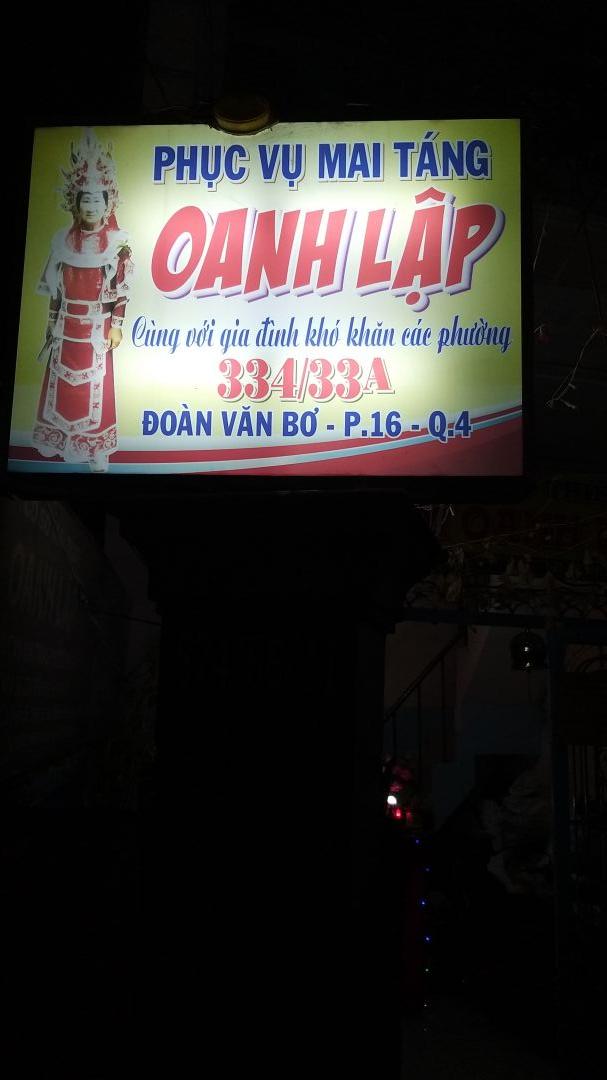 PHỤC VỤ MAI TÁNG
OANH LẬP
Cùng với gia đình khó khăn các phường
334/33A
ĐOÀN VĂN BƠ - P.16 - Q.4